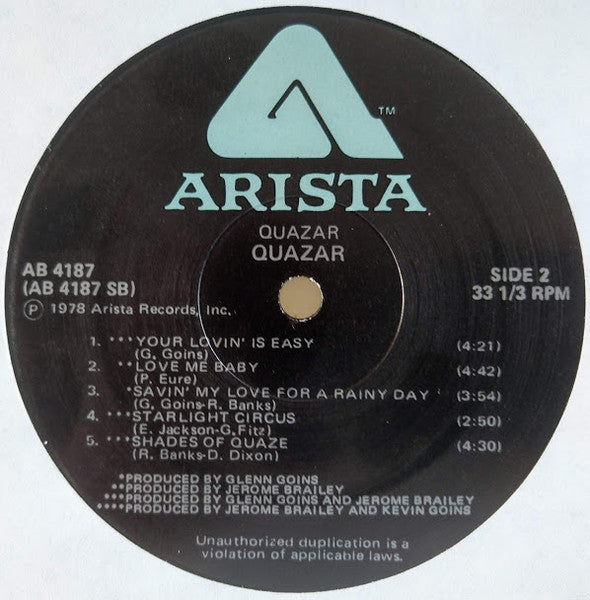 TM
ARISTA
QUAZAR
QUAZAR
AB 4187
(AB 4187 SB)
Ⓟ 1978 Arista Records, Inc.
SIDE 2
33 1/3 RPM
1. ***YOUR LOVIN' IS EASY (4:21)
(G. Goins)
2. **LOVE ME BABY (4:42)
(P. Eure)
3. *SAVIN' MY LOVE FOR A RAINY DAY (3:54)
(G. Goins-R. Banks)
4. ***STARLIGHT CIRCUS (2:50)
(E. Jackson-G. Fitz)
5. ***SHADES OF QUAZE (4:30)
(R. Banks-D. Dixon)
*PRODUCED BY GLENN GOINS
**PRODUCED BY JEROME BRAILEY
***PRODUCED BY GLENN GOINS AND JEROME BRAILEY
****PRODUCED BY JEROME BRAILEY AND KEVIN GOINS
Unauthorized duplication is a
violation of applicable laws.